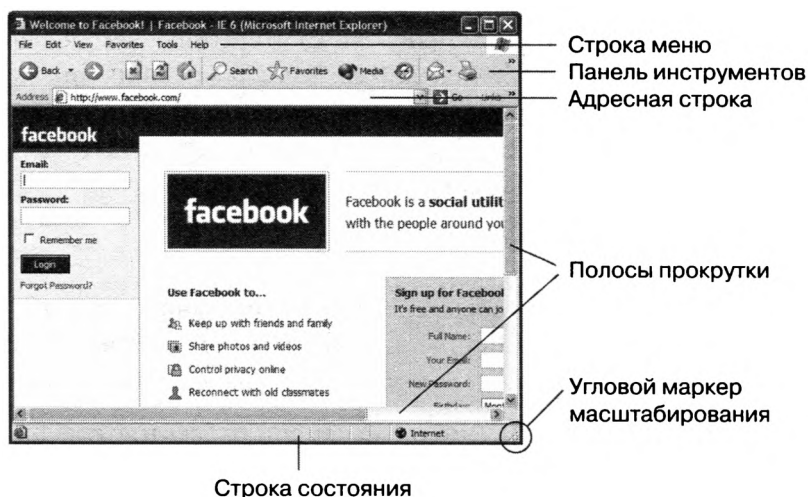 Welcome to Facebook! | Facebook - IE 6 (Microsoft Internet Explorer)
File Edit View Favorites Tools Help
Строка меню
Back Search Favorites Media
Панель инструментов
Address http://www.facebook.com/ Go Links
Адресная строка
facebook
Email:
Password:
Remember me
Login
Forgot Password?
facebook
Facebook is a social utilit
with the people around you
Полосы прокрутки
Use Facebook to...
Keep up with friends and family
Share photos and videos
Control privacy online
Reconnect with old classmates
Sign up for Facebool
It's free and anyone can jo
Full Name:
Your Email:
New Password:
Birthday:
Угловой маркер
масштабирования
Internet
Строка состояния